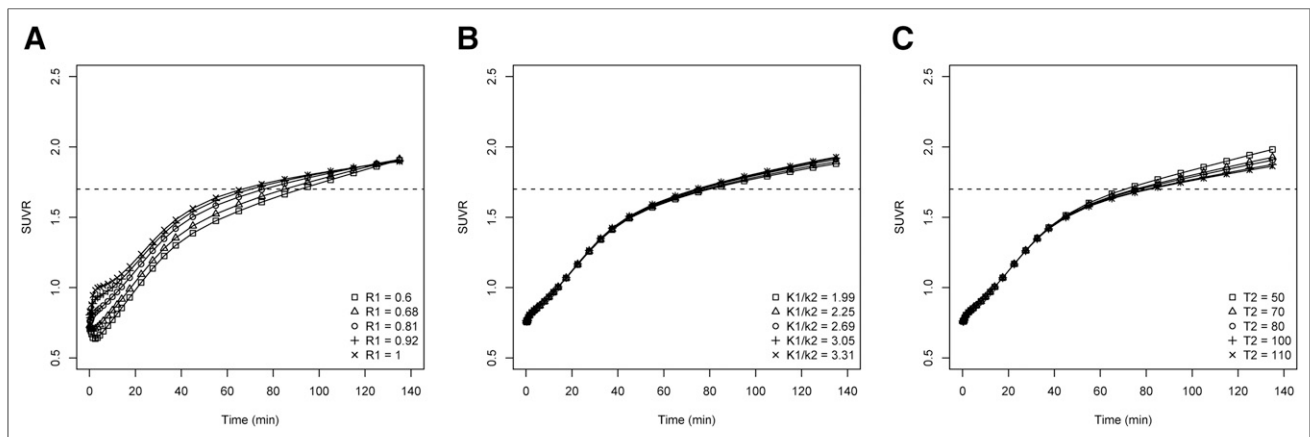 A
SUVR
2.5
2.0
1.5
1.0
0.5
R1 = 0.6
R1 = 0.68
R1 = 0.81
R1 = 0.92
R1 = 1
0 20 40 60 80 100 120 140
Time (min)
B
SUVR
2.5
2.0
1.5
1.0
0.5
K1/k2 = 1.99
K1/k2 = 2.25
K1/k2 = 2.69
K1/k2 = 3.05
K1/k2 = 3.31
0 20 40 60 80 100 120 140
Time (min)
C
SUVR
2.5
2.0
1.5
1.0
0.5
T2 = 50
T2 = 70
T2 = 80
T2 = 100
T2 = 110
0 20 40 60 80 100 120 140
Time (min)